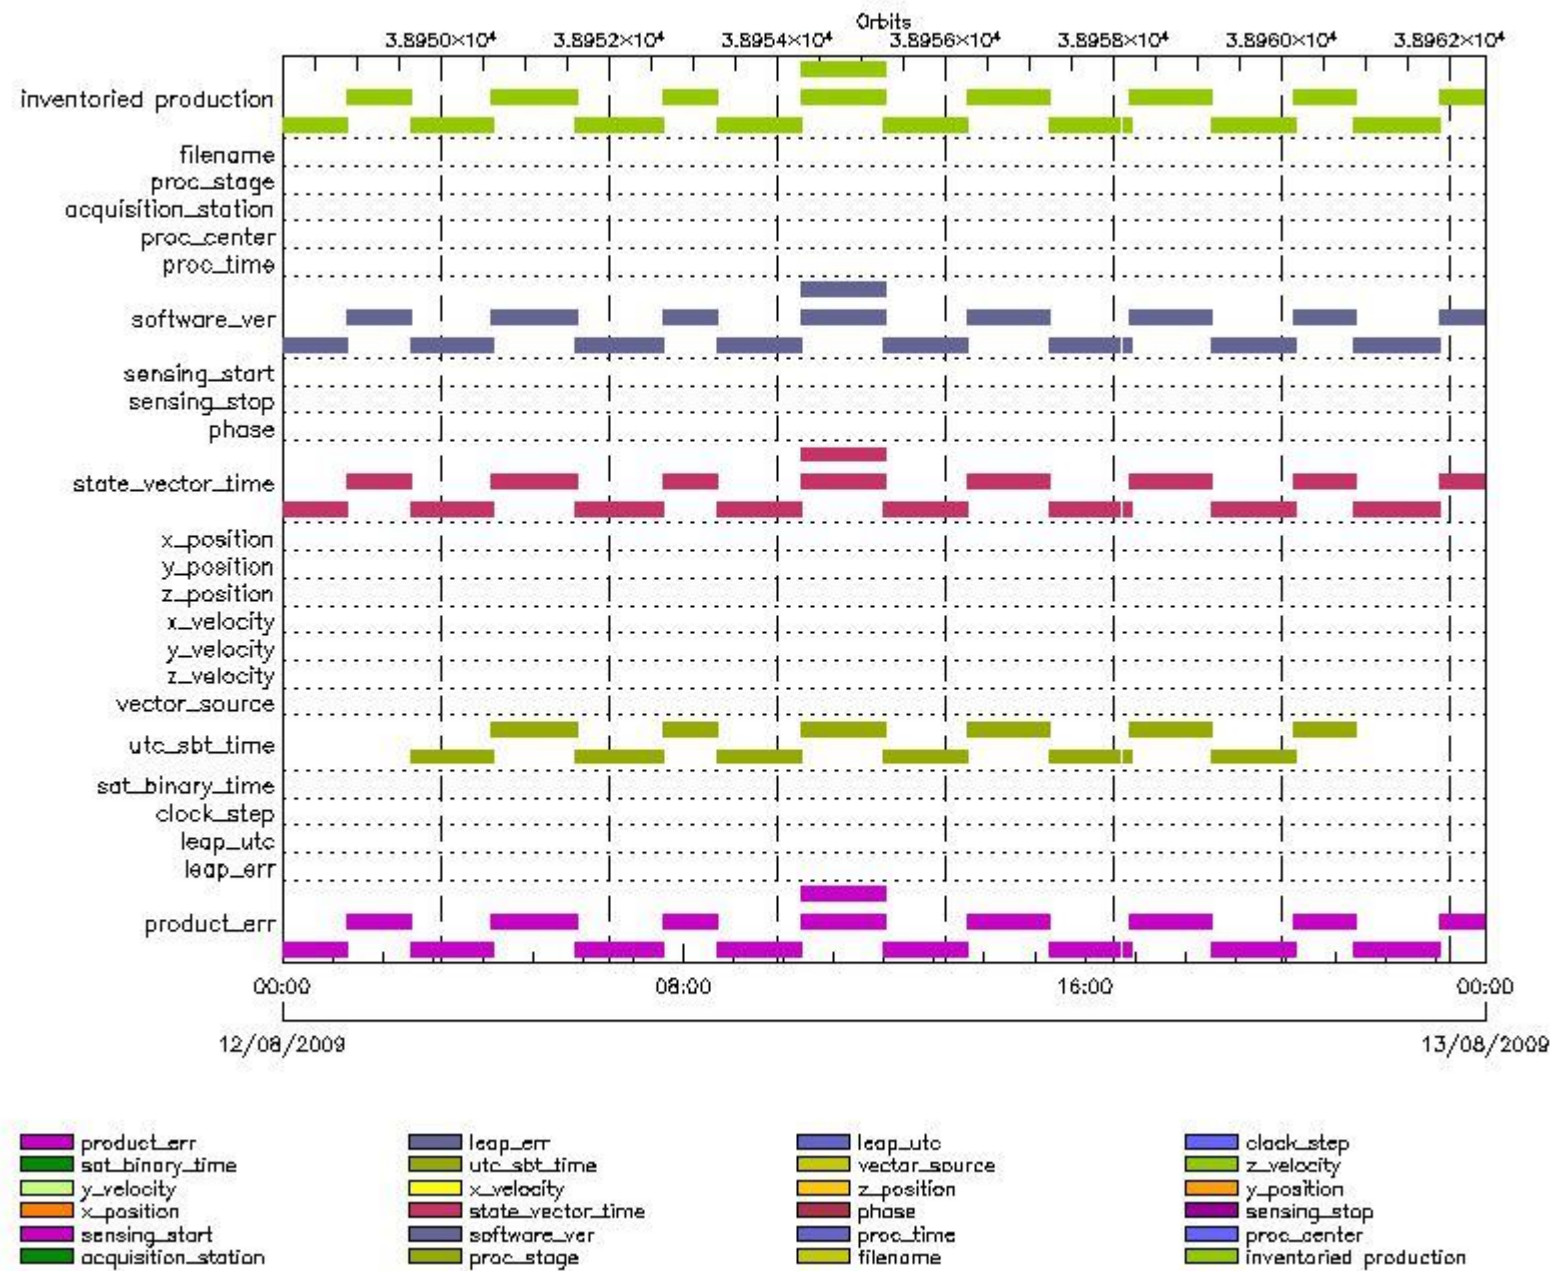 Orbits
3.8950×10⁴ 3.8952×10⁴ 3.8954×10⁴ 3.8956×10⁴ 3.8958×10⁴ 3.8960×10⁴ 3.8962×10⁴
inventoried production
filename
proc_stage
acquisition_station
proc_center
proc_time
software_ver
sensing_start
sensing_stop
phase
state_vector_time
x_position
y_position
z_position
x_velocity
y_velocity
z_velocity
vector_source
utc_sbt_time
sat_binary_time
clock_step
leap_utc
leap_err
product_err
00:00 08:00 16:00 00:00
12/08/2009 13/08/2009
product_err leap_err leap_utc clock_step
sat_binary_time utc_sbt_time vector_source z_velocity
y_velocity x_velocity z_position y_position
x_position state_vector_time phase sensing_stop
sensing_start software_ver proc_time proc_center
acquisition_station proc_stage filename inventoried production